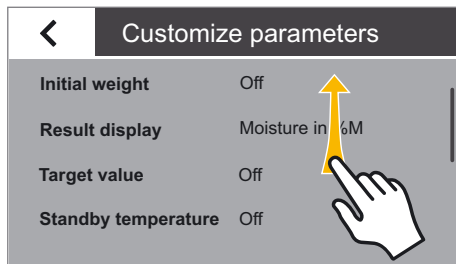 Customize parameters
Initial weight Off
Result display Moisture in %M
Target value Off
Standby temperature Off